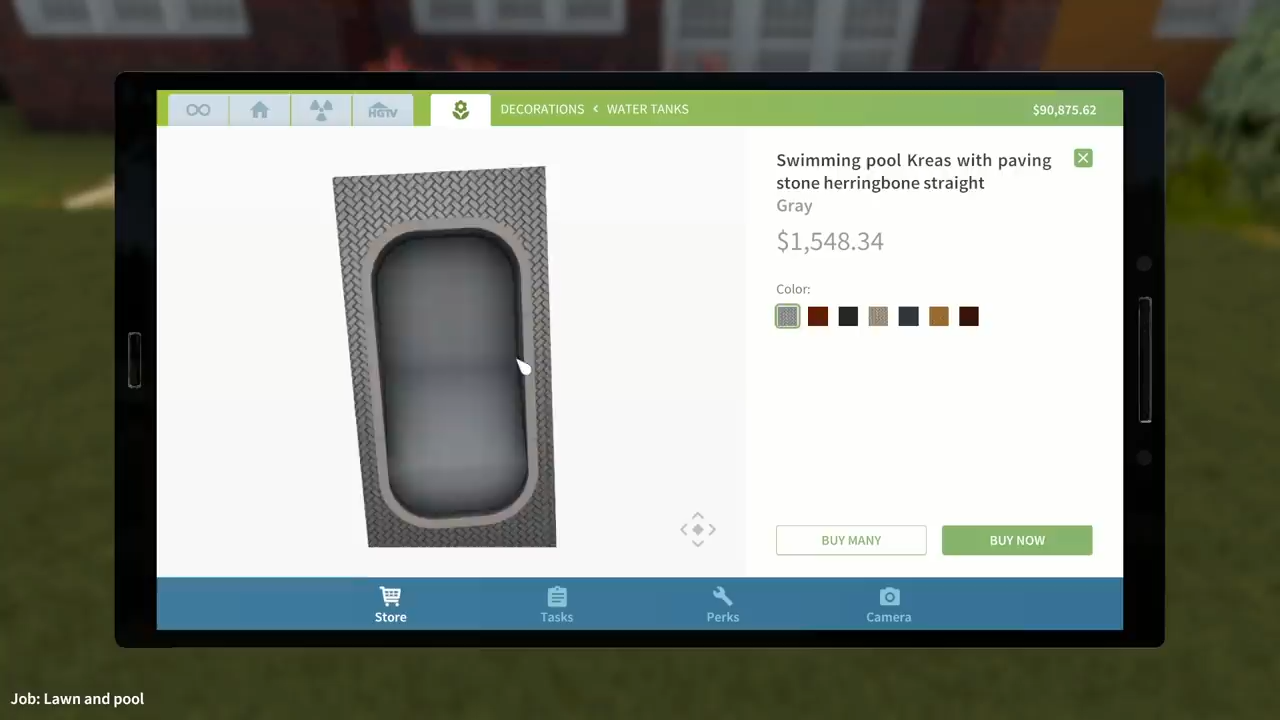 HGTV
DECORATIONS < WATER TANKS
$90,875.62
Swimming pool Kreas with paving
stone herringbone straight
Gray
$1,548.34
Color:
BUY MANY
BUY NOW
Store
Tasks
Perks
Camera
Job: Lawn and pool